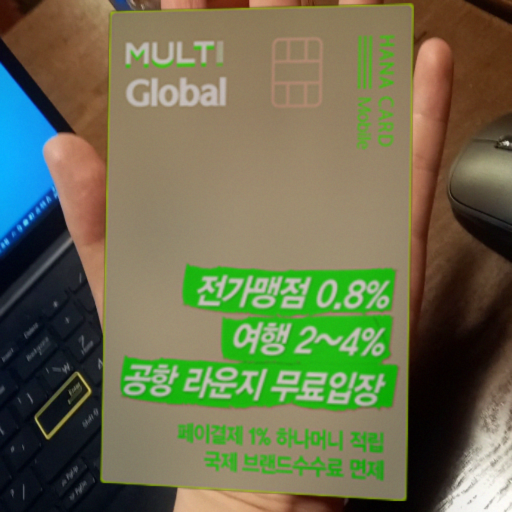 MULTI
Global
HANA CARD
Mobile
전가맹점 0.8%
여행 2~4%
공항 라운지 무료입장
페이결제 1% 하나머니 적립
국제 브랜드수수료 면제